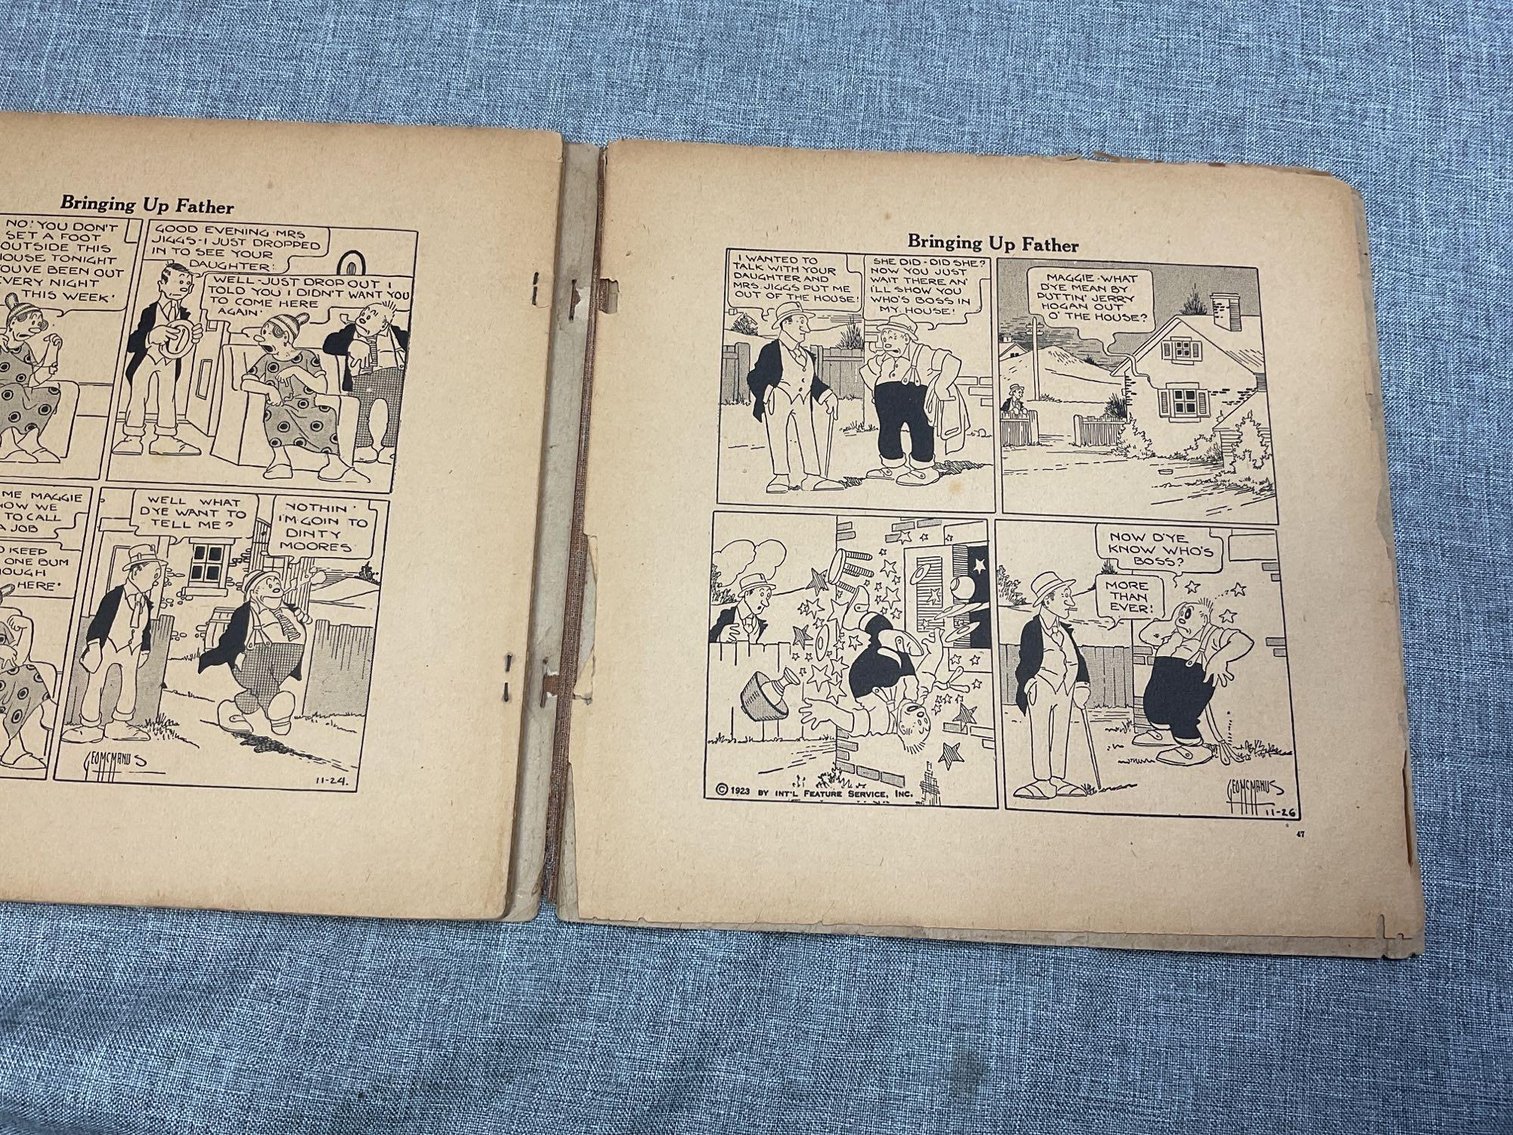 Bringing Up Father
NO! YOU DON'T
SET A FOOT
OUTSIDE THIS
HOUSE TONIGHT
YOUVE BEEN OUT
EVERY NIGHT
THIS WEEK!
GOOD EVENING-MRS
JIGGS-I JUST DROPPED
IN TO SEE YOUR
DAUGHTER:
WELL-JUST DROP OUT I
TOLD YOU I DIDN'T WANT YOU
TO COME HERE
AGAIN!
ME MAGGIE
HOW WE
TO CALL
A JOB
KEEP
ONE BUM
HERE!
WELL WHAT
D'YE WANT TO
TELL ME?
NOTHIN'
I'M GOIN TO
DINTY
MOORES
GEO MCMANUS
11-24.
Bringing Up Father
I WANTED TO
TALK WITH YOUR
DAUGHTER AND
MRS. JIGGS PUT ME
OUT OF THE HOUSE!
SHE DID-DID SHE?
NOW YOU JUST
WAIT THERE AN'
I'LL SHOW YOU
WHO'S BOSS IN
MY HOUSE!
MAGGIE-WHAT
D'YE MEAN BY
PUTTIN' JERRY
HOGAN OUT
O' THE HOUSE?
© 1923 BY INT'L FEATURE SERVICE, INC.
NOW D'YE
KNOW WHO'S
BOSS?
MORE
THAN
EVER!
GEO MCMANUS
11-26
47